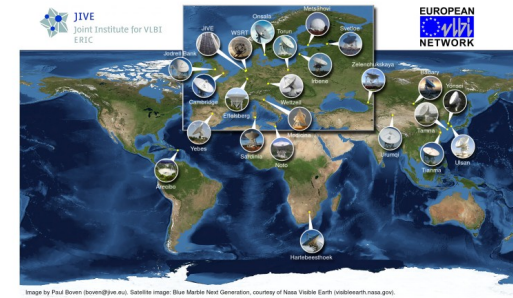 JIVE
Joint Institute for VLBI
ERIC
EUROPEAN
vlbi
NETWORK
Metsähovi
Onsala
JIVE
WSRT
Torun
Svetloe
Jodrell Bank
Irbene
Zelenchukskaya
Badary
Cambridge
Wettzell
Effelsberg
Medicina
Yebes
Sardinia
Noto
Urumqi
Tianma
Ulsan
Arecibo
Hartebeesthoek
Image by Paul Boven (boven@jive.eu). Satellite image: Blue Marble Next Generation, courtesy of Nasa Visible Earth (visibleearth.nasa.gov).